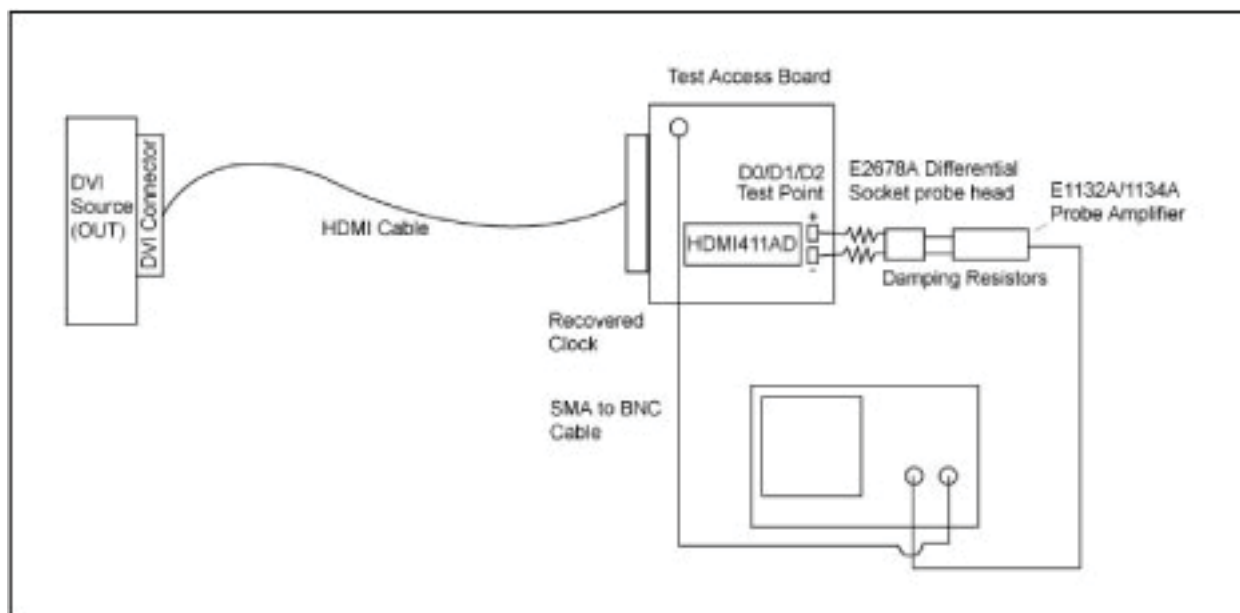 Test Access Board
DVI
Source
(OUT)
DVI Connector
HDMI Cable
D0/D1/D2
Test Point
+
HDMI411AD
-
E2678A Differential
Socket probe head
E1132A/1134A
Probe Amplifier
Damping Resistors
Recovered
Clock
SMA to BNC
Cable